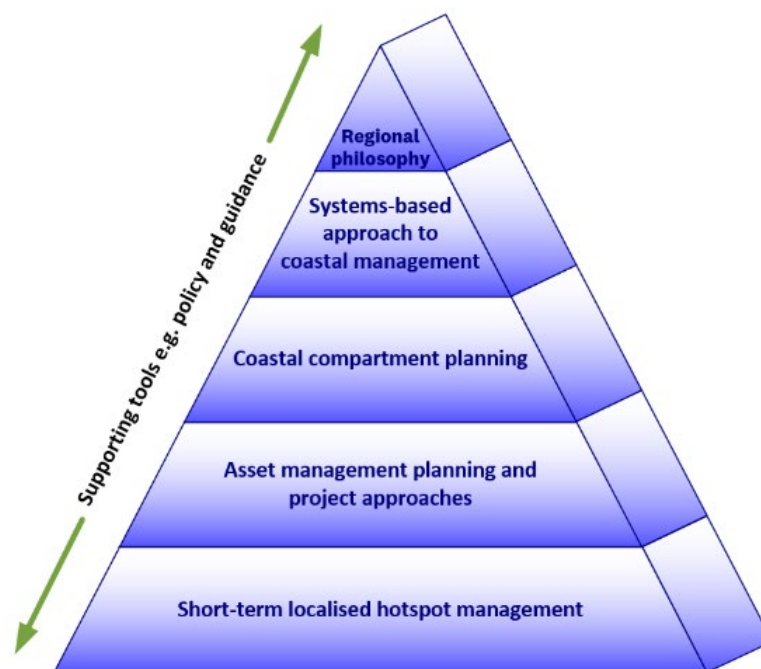 Regional
philosophy
Systems-based
approach to
coastal management
Coastal compartment planning
Asset management planning and
project approaches
Short-term localised hotspot management
Supporting tools e.g. policy and guidance